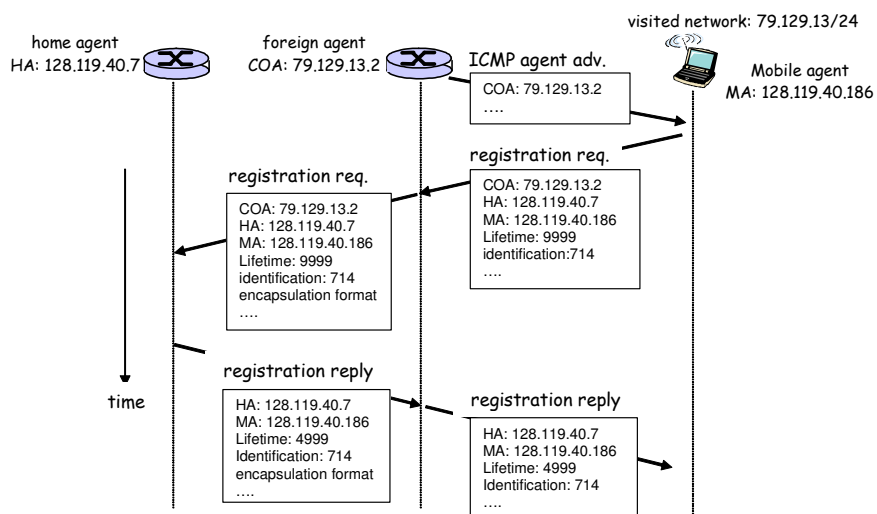 visited network: 79.129.13/24
home agent
HA: 128.119.40.7
foreign agent
COA: 79.129.13.2
ICMP agent adv.
COA: 79.129.13.2
....
Mobile agent
MA: 128.119.40.186
registration req.
COA: 79.129.13.2
HA: 128.119.40.7
MA: 128.119.40.186
Lifetime: 9999
identification:714
....
registration req.
COA: 79.129.13.2
HA: 128.119.40.7
MA: 128.119.40.186
Lifetime: 9999
identification: 714
encapsulation format
....
time
registration reply
HA: 128.119.40.7
MA: 128.119.40.186
Lifetime: 4999
Identification: 714
encapsulation format
....
registration reply
HA: 128.119.40.7
MA: 128.119.40.186
Lifetime: 4999
Identification: 714
....